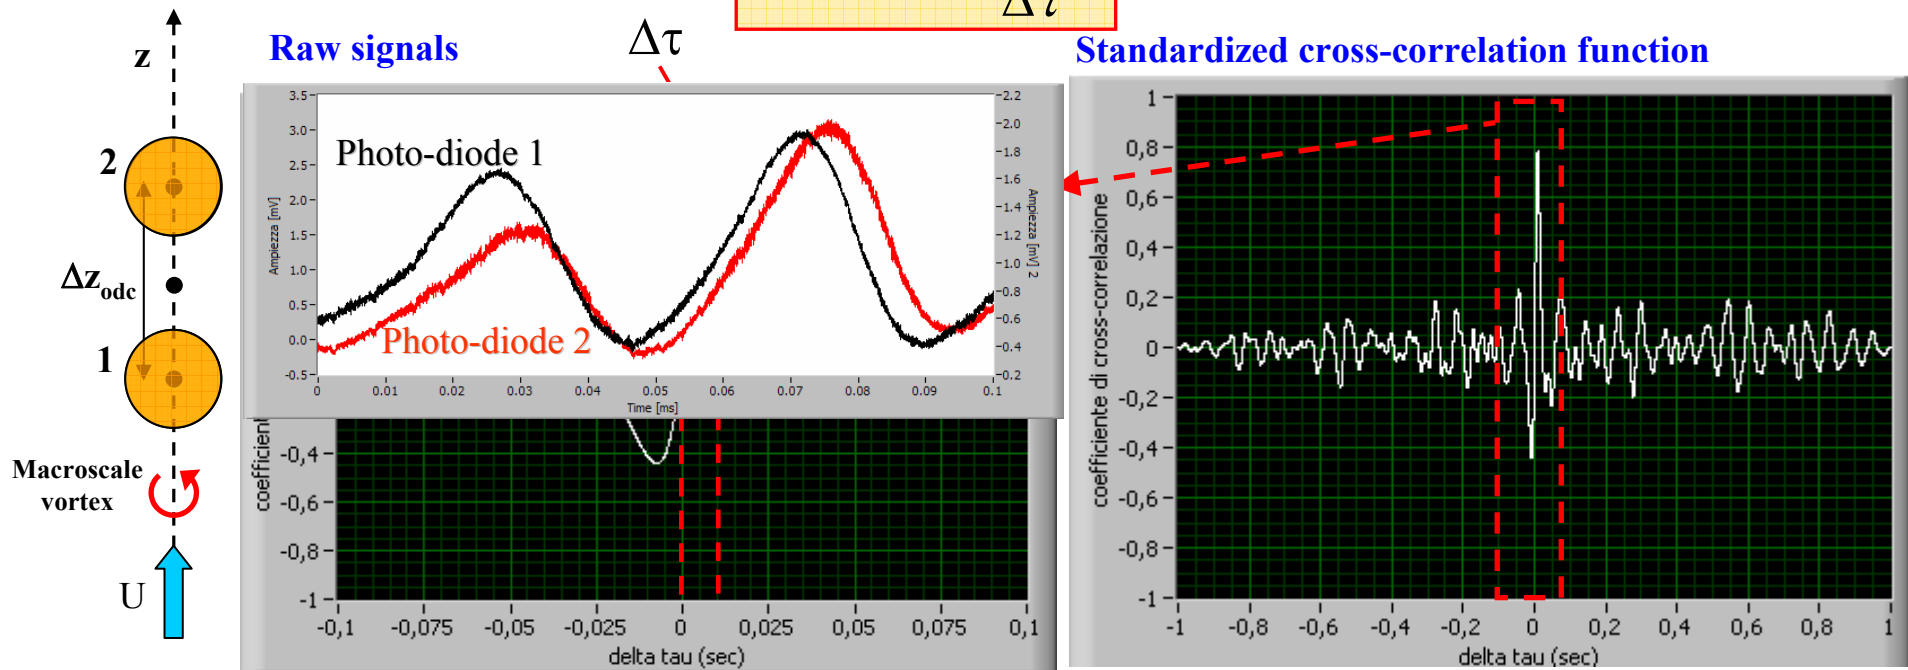 Δτ
z
Raw signals
Δτ
Standardized cross-correlation function
2
Δz_odc
1
Macroscale
vortex
U
Photo-diode 1
Photo-diode 2
3.5
3.0
2.5
2.0
1.5
1.0
0.5
0.0
-0.5
Ampiezza [mV]
2.2
2.0
1.8
1.6
1.4
1.2
1.0
0.8
0.6
0.4
0.2
Ampiezza [mV] 2
0 0.01 0.02 0.03 0.04 0.05 0.06 0.07 0.08 0.09 0.1
Time [ms]
-0,4
-0,6
-0,8
-1
-0,1 -0,075 -0,05 -0,025 0 0,025 0,05 0,075 0,1
delta tau (sec)
1
0,8
0,6
0,4
0,2
0
-0,2
-0,4
-0,6
-0,8
-1
coefficiente di cross-correlazione
-1 -0,8 -0,6 -0,4 -0,2 0 0,2 0,4 0,6 0,8 1
delta tau (sec)